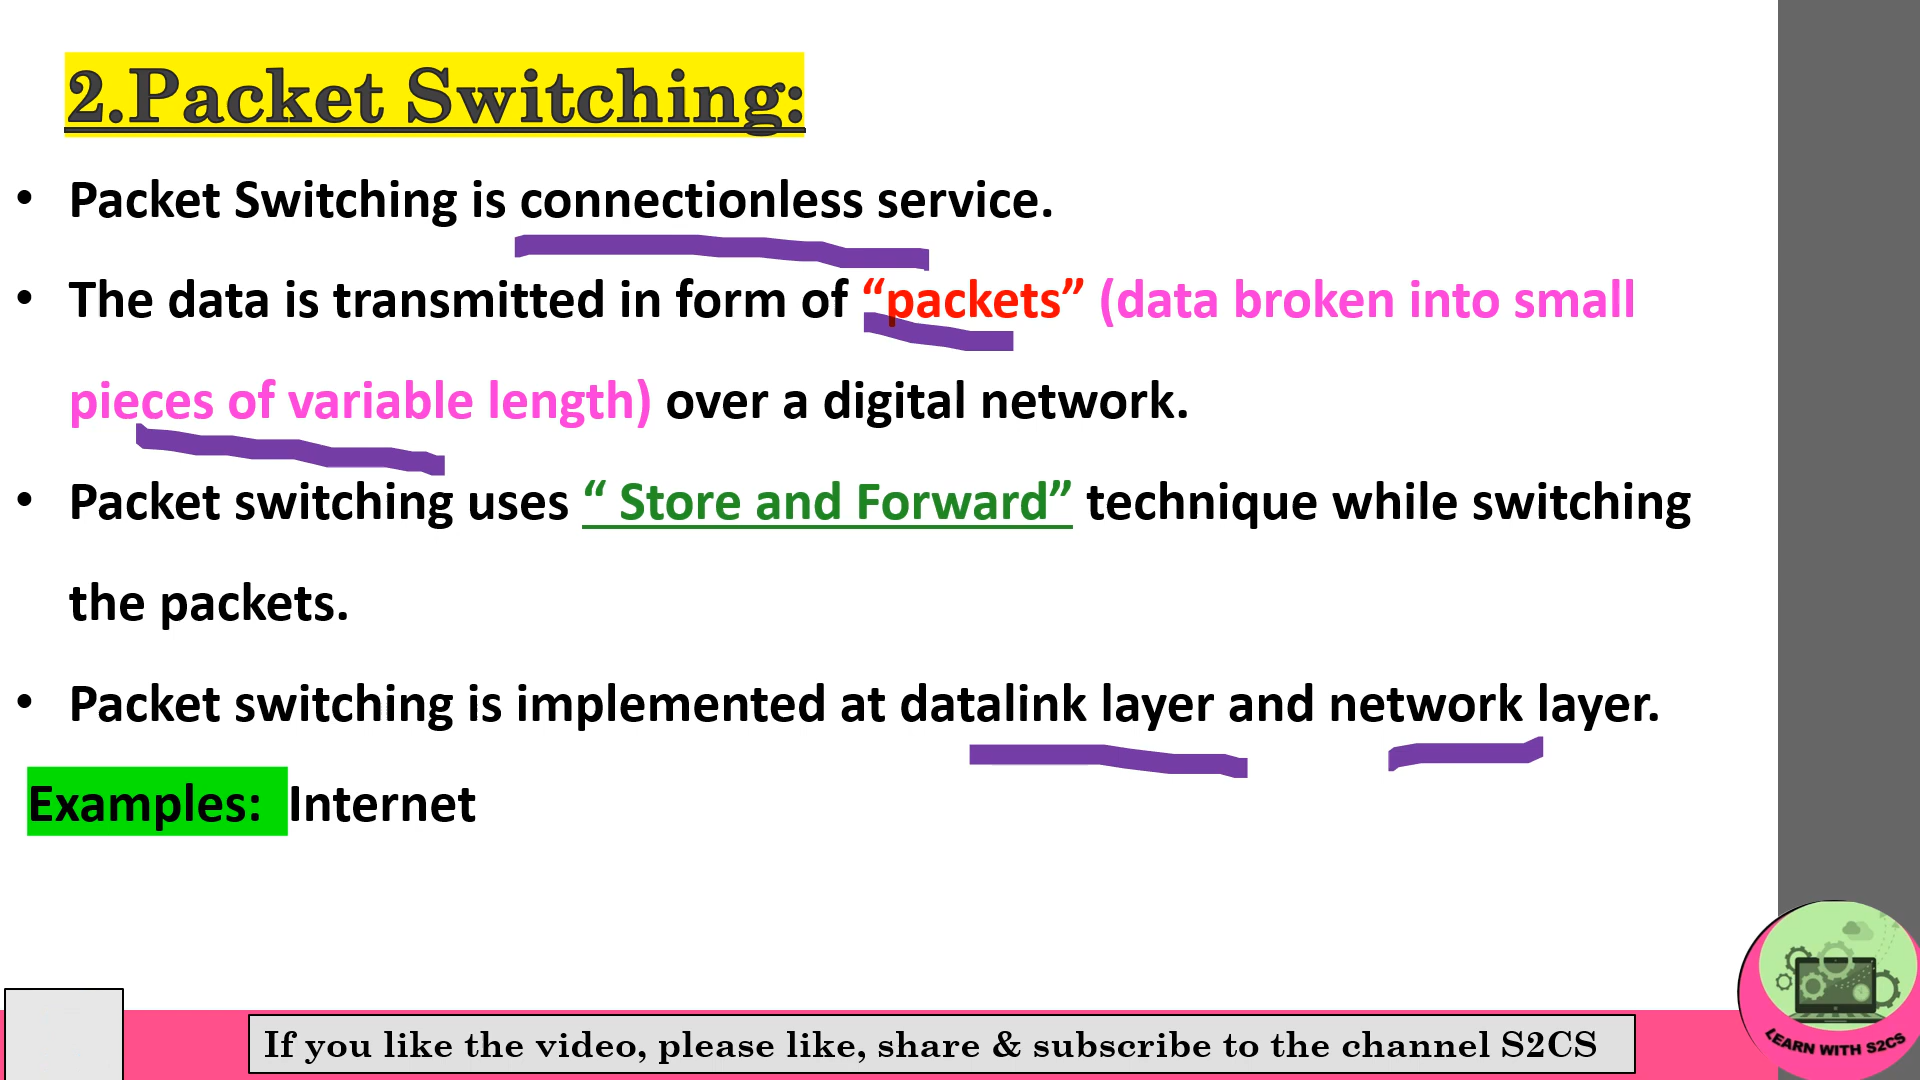 2.Packet Switching:
• Packet Switching is connectionless service.
• The data is transmitted in form of “packets” (data broken into small
pieces of variable length) over a digital network.
• Packet switching uses “ Store and Forward” technique while switching
the packets.
• Packet switching is implemented at datalink layer and network layer.
Examples: Internet
If you like the video, please like, share & subscribe to the channel S2CS
LEARN WITH S2CS